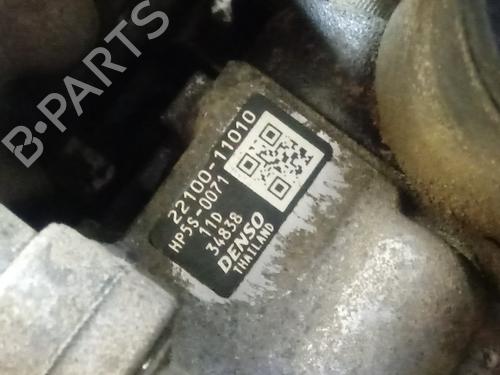 B-PARTS
22100-11010
HP5S-0071
11D
34838
DENSO
THAILAND